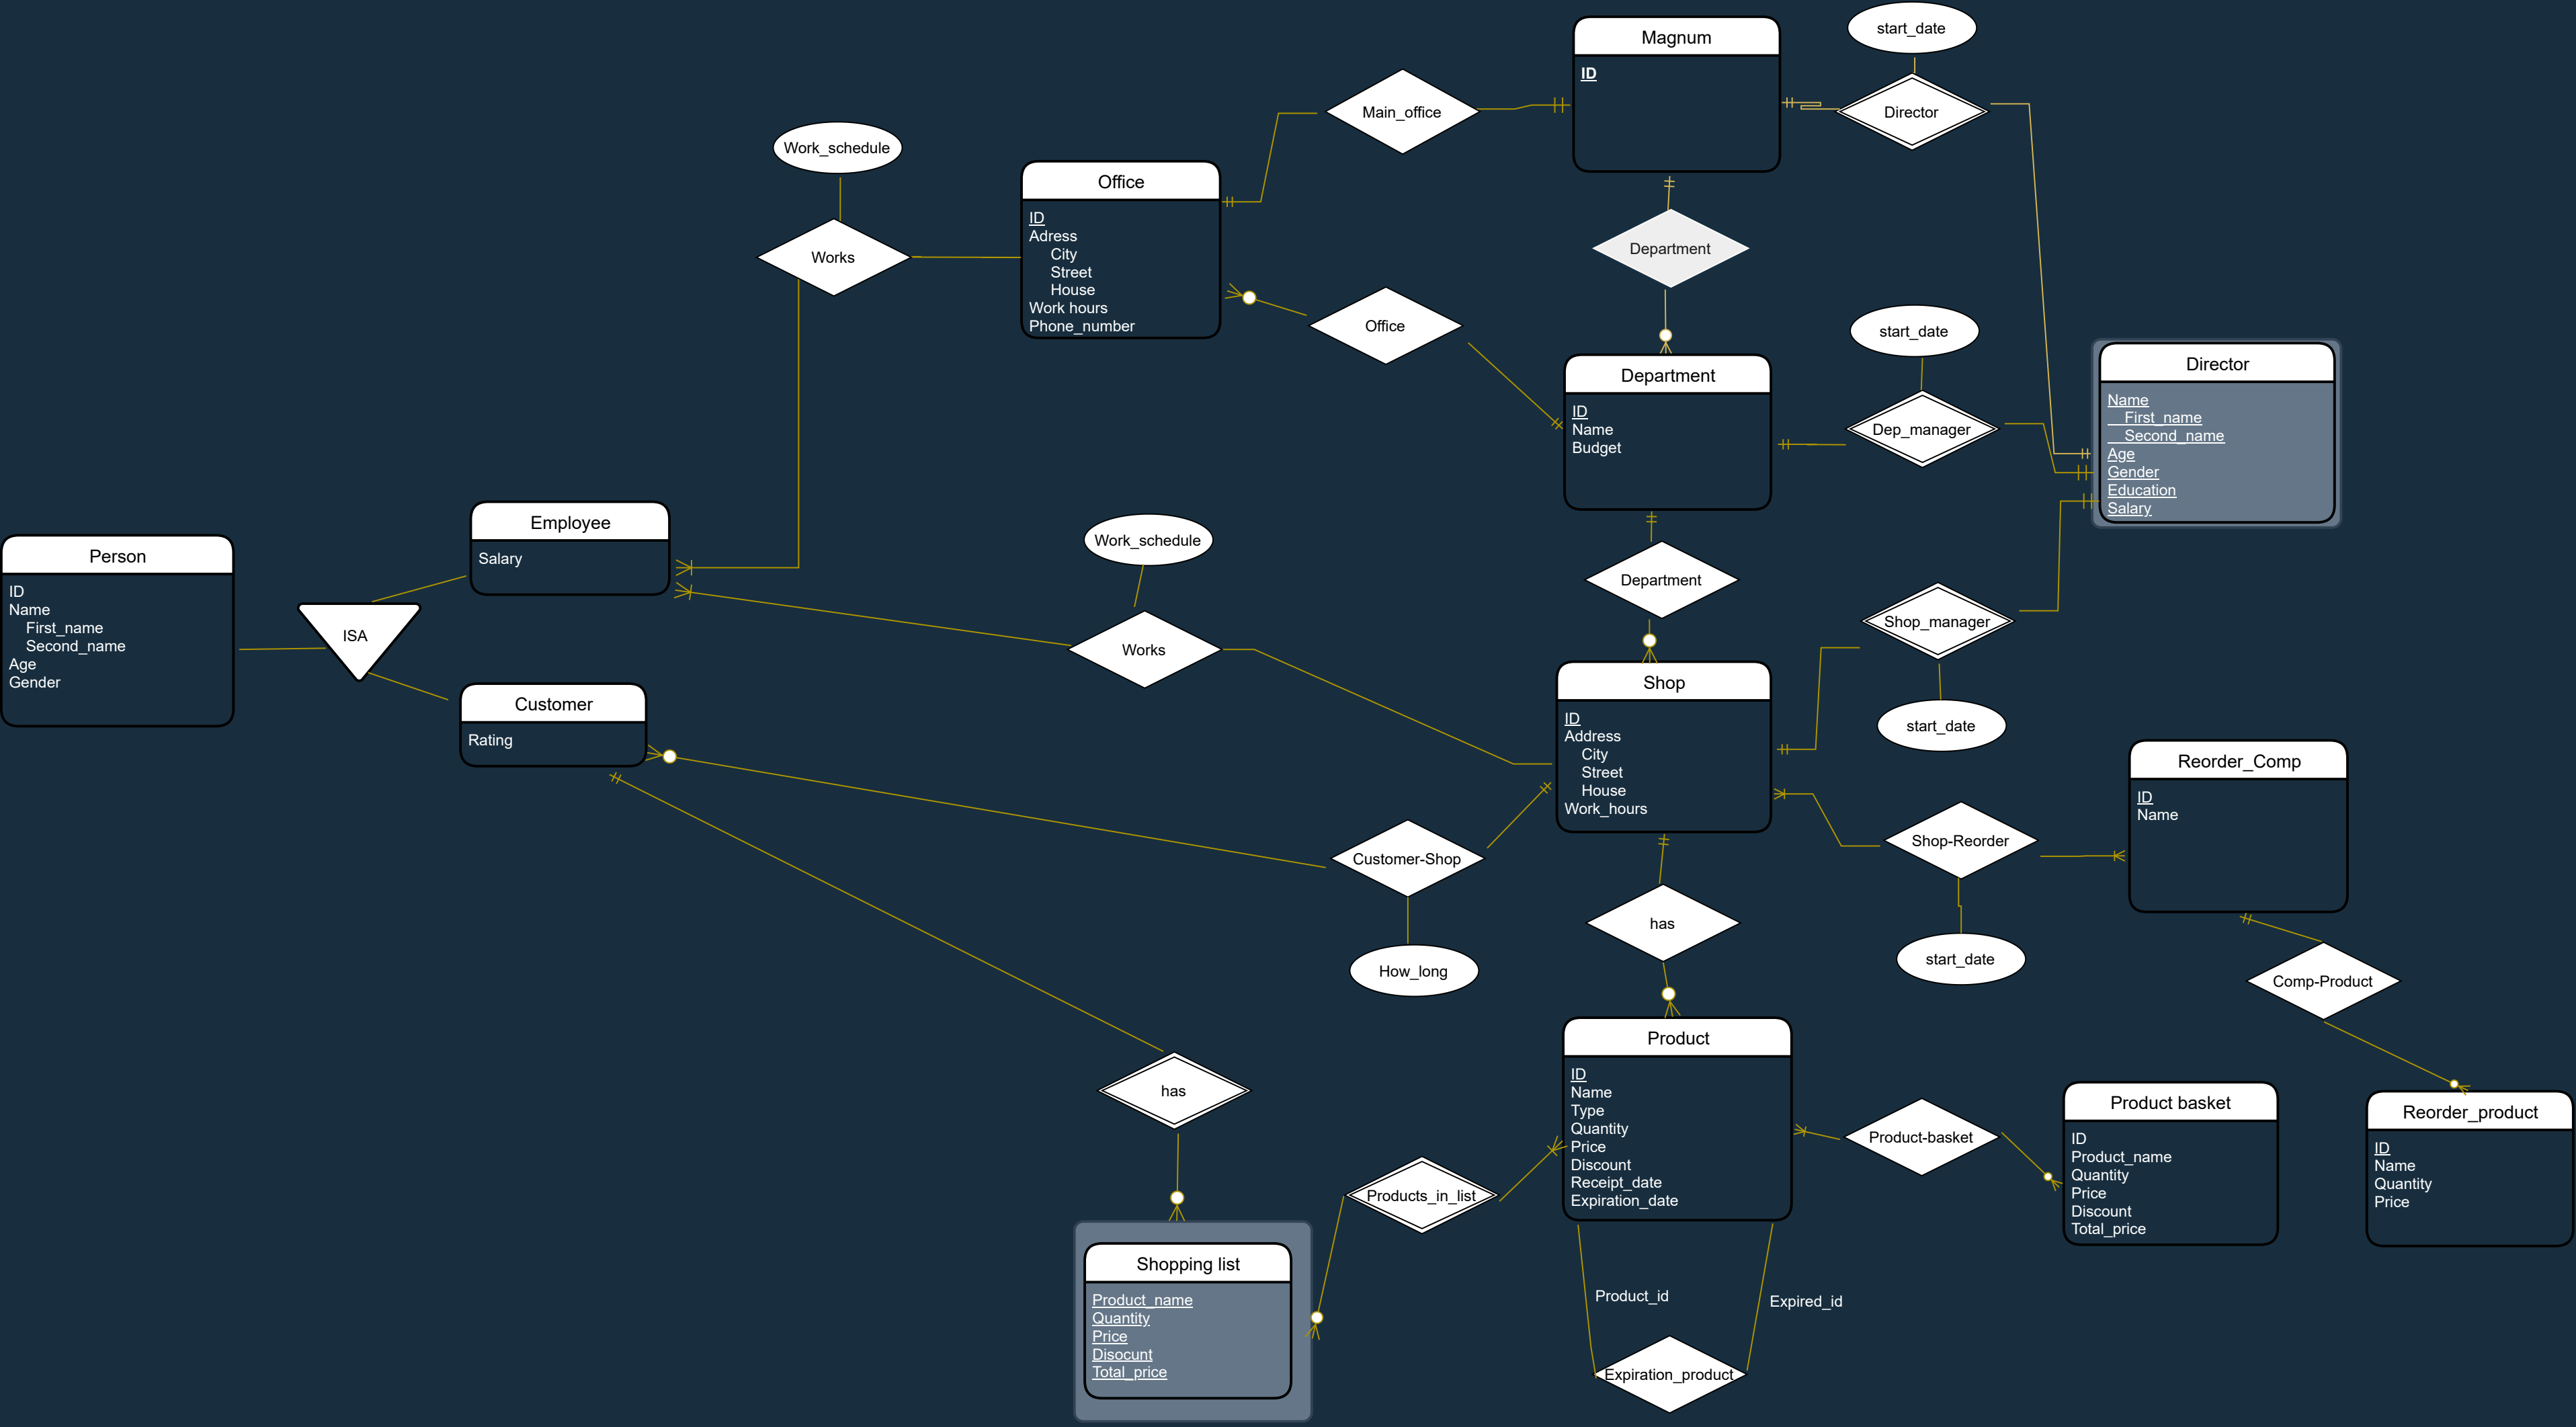 start_date
Magnum
ID
Main_office
Director
Work_schedule
Office
ID
Adress
City
Street
House
Work hours
Phone_number
Works
Department
Office
start_date
Department
ID
Name
Budget
Dep_manager
Director
Name
First_name
Second_name
Age
Gender
Education
Salary
Employee
Salary
Person
ID
Name
First_name
Second_name
Age
Gender
ISA
Work_schedule
Works
Department
Shop_manager
start_date
Customer
Rating
Shop
ID
Address
City
Street
House
Work_hours
Reorder_Comp
ID
Name
Customer-Shop
Shop-Reorder
has
How_long
start_date
Comp-Product
has
Product
ID
Name
Type
Quantity
Price
Discount
Receipt_date
Expiration_date
Products_in_list
Product-basket
Product basket
ID
Product_name
Quantity
Price
Discount
Total_price
Reorder_product
ID
Name
Quantity
Price
Shopping list
Product_name
Quantity
Price
Disocunt
Total_price
Product_id
Expired_id
Expiration_product